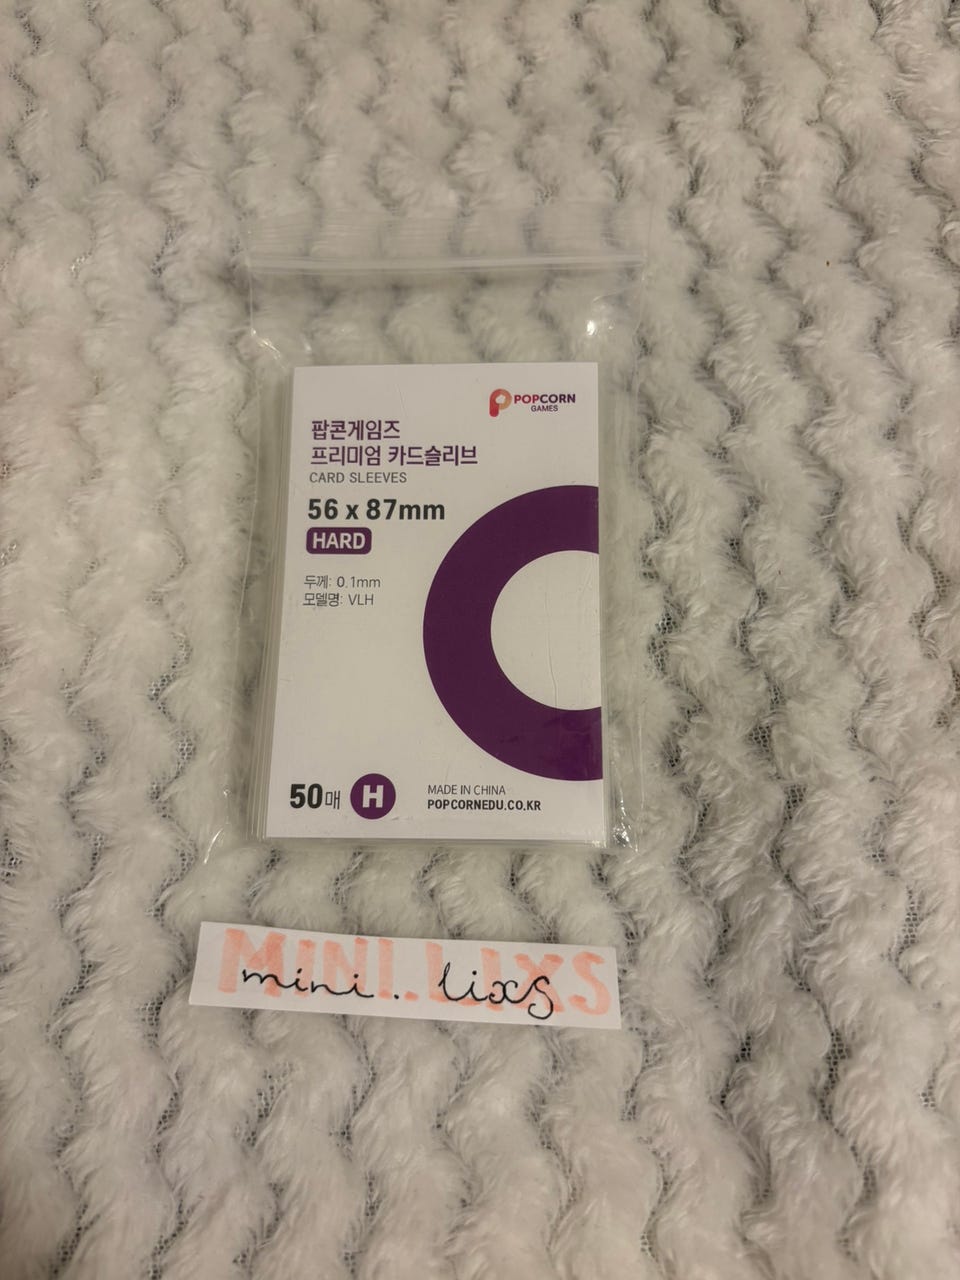 POPCORN
GAMES
팝콘게임즈
프리미엄 카드슬리브
CARD SLEEVES
56 x 87mm
HARD
두께: 0.1mm
모델명: VLH
50매 H
MADE IN CHINA
POPCORNEDU.CO.KR
MINI.LIXS
mini. lixs